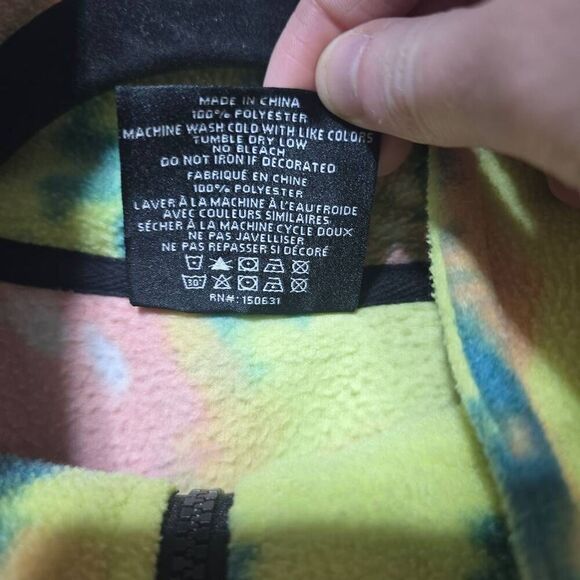 MADE IN CHINA
100% POLYESTER
MACHINE WASH COLD WITH LIKE COLORS
TUMBLE DRY LOW
NO BLEACH
DO NOT IRON IF DECORATED
FABRIQUÉ EN CHINE
100% POLYESTER
LAVER À LA MACHINE À L'EAU FROIDE
AVEC COULEURS SIMILAIRES
SÉCHER À LA MACHINE CYCLE DOUX
NE PAS JAVELLISER
NE PAS REPASSER SI DÉCORÉ
30°
RN#: 150631